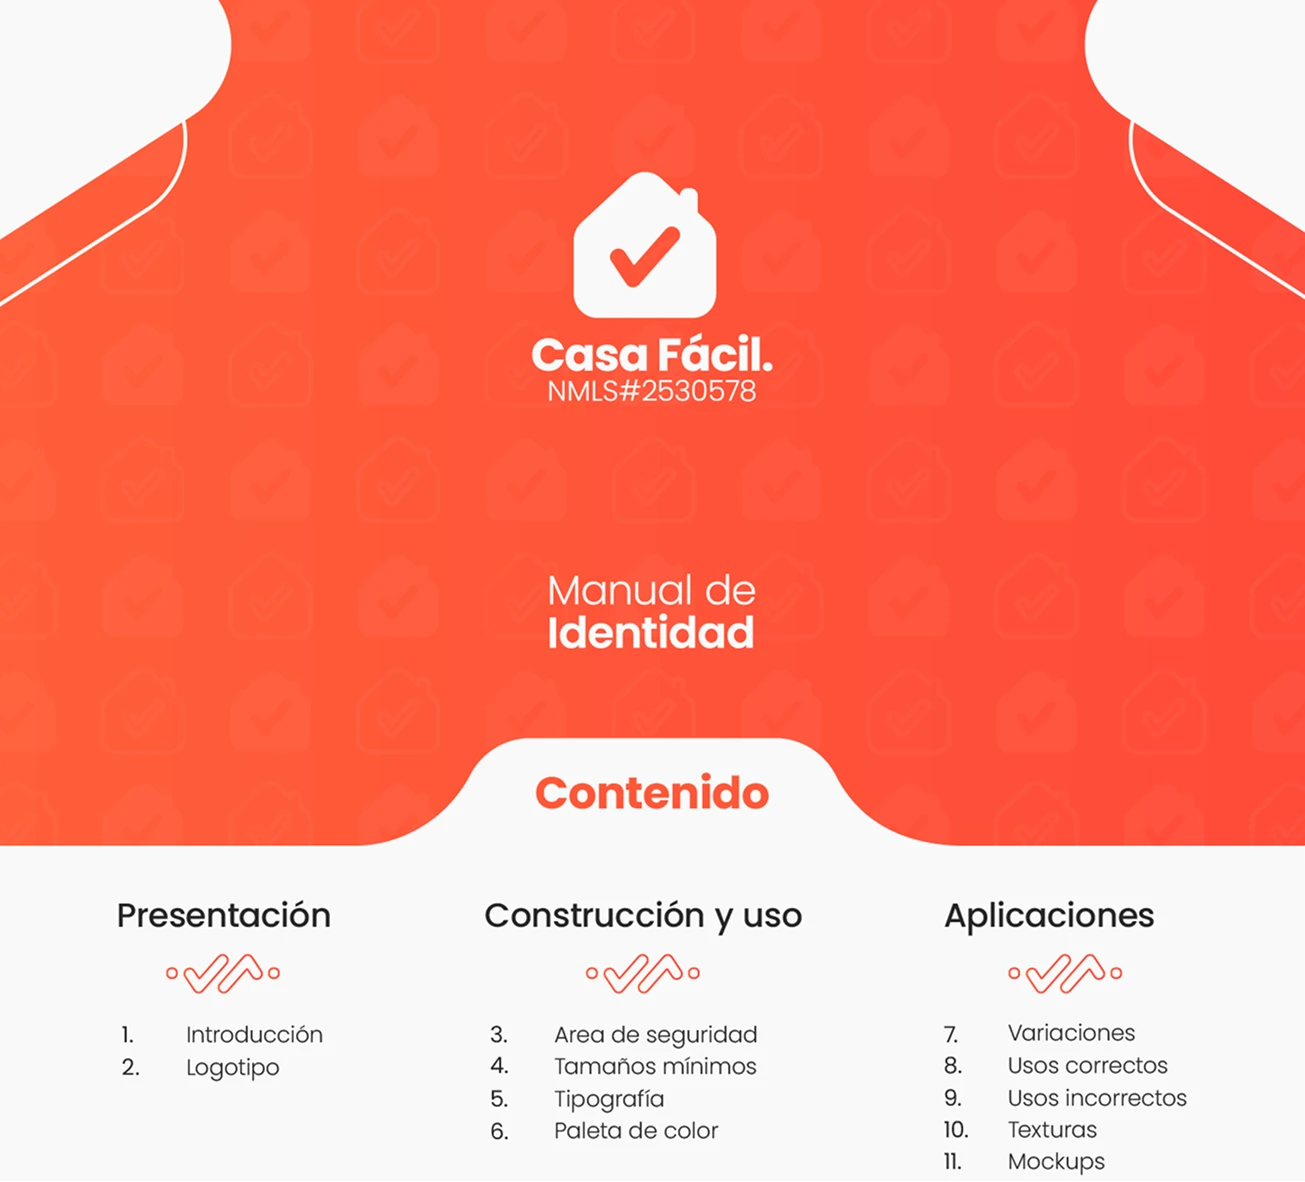 Casa Fácil.
NMLS#2530578
Manual de
Identidad
Contenido
Presentación
1. Introducción
2. Logotipo
Construcción y uso
3. Area de seguridad
4. Tamaños mínimos
5. Tipografía
6. Paleta de color
Aplicaciones
7. Variaciones
8. Usos correctos
9. Usos incorrectos
10. Texturas
11. Mockups